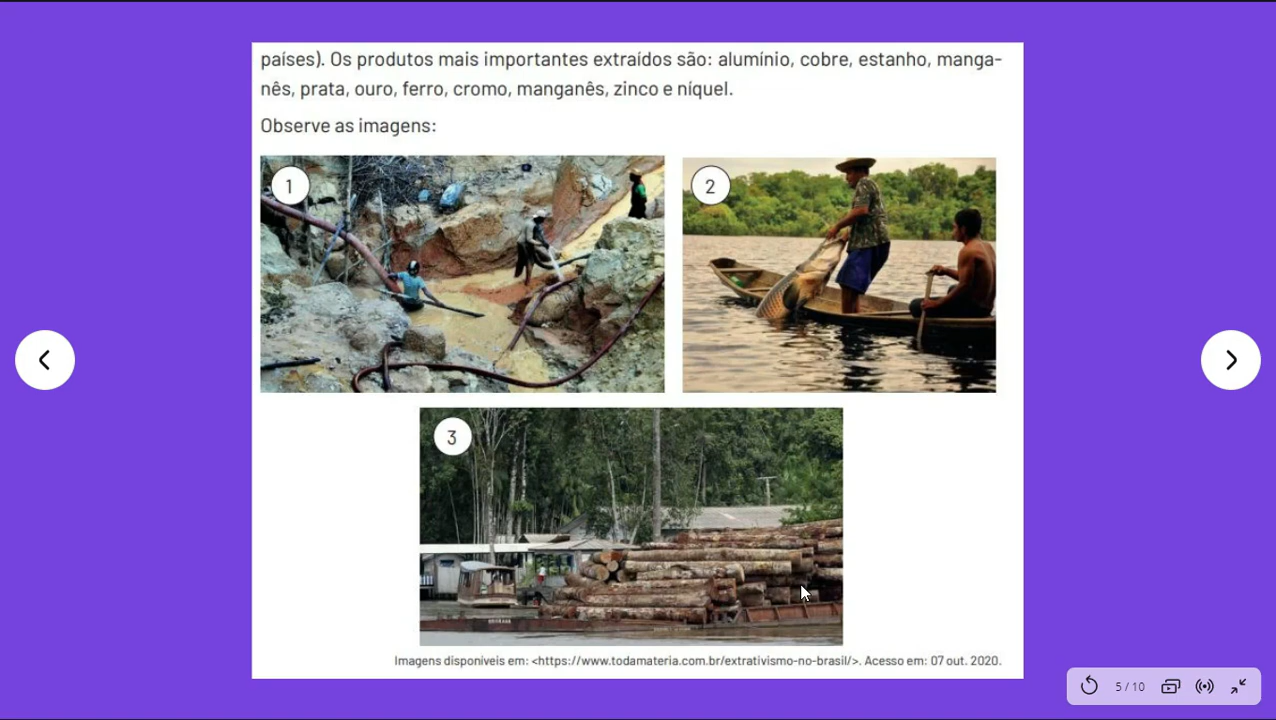 países). Os produtos mais importantes extraídos são: alumínio, cobre, estanho, manga-
nês, prata, ouro, ferro, cromo, manganês, zinco e níquel.
Observe as imagens:
1
2
3
Imagens disponíveis em: <https://www.todamateria.com.br/extrativismo-no-brasil/>. Acesso em: 07 out. 2020.
5 / 10